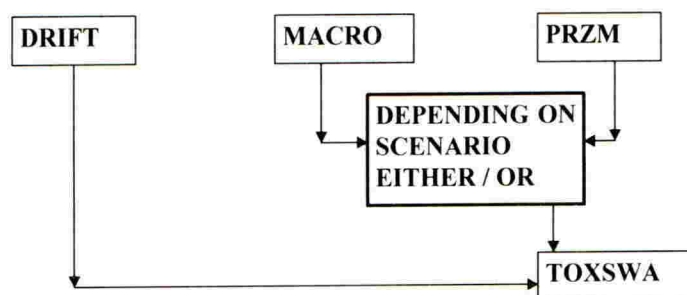 DRIFT
MACRO
PRZM
DEPENDING ON
SCENARIO
EITHER / OR
TOXSWA